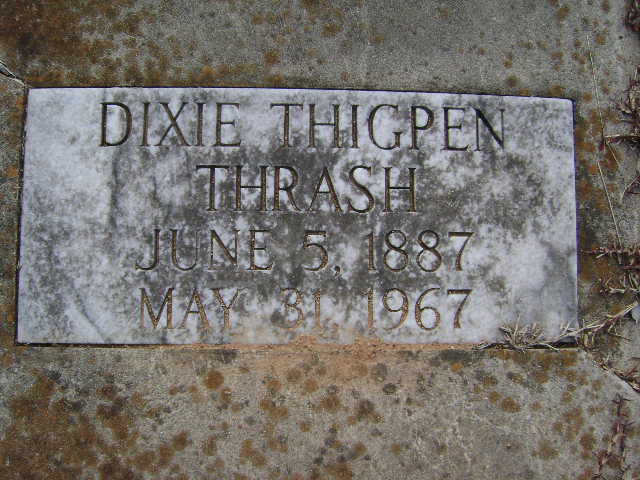 DIXIE THIGPEN
THRASH
JUNE 5, 1887
MAY 31, 1967